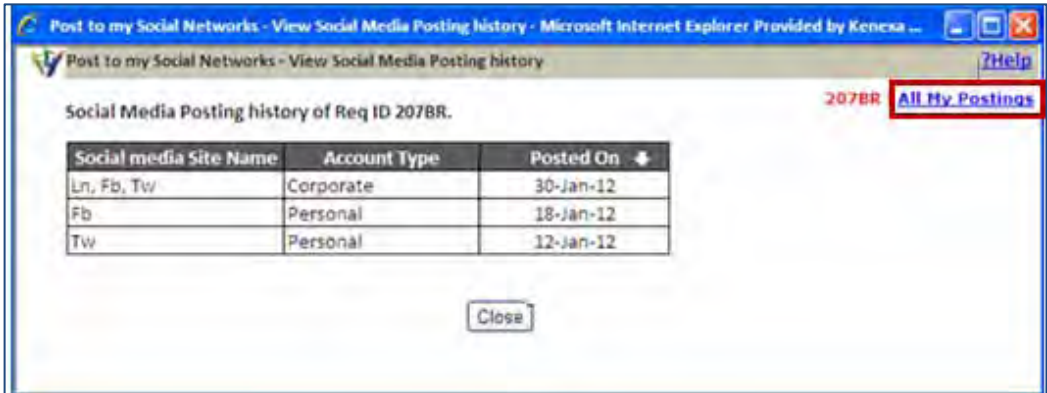 Post to my Social Networks - View Social Media Posting history - Microsoft Internet Explorer Provided by Kenexa ...
Post to my Social Networks - View Social Media Posting history
?Help
207BR All My Postings
Social Media Posting history of Req ID 207BR.
Social media Site Name Account Type Posted On
Ln, Fb, Tw Corporate 30-Jan-12
Fb Personal 18-Jan-12
Tw Personal 12-Jan-12
Close